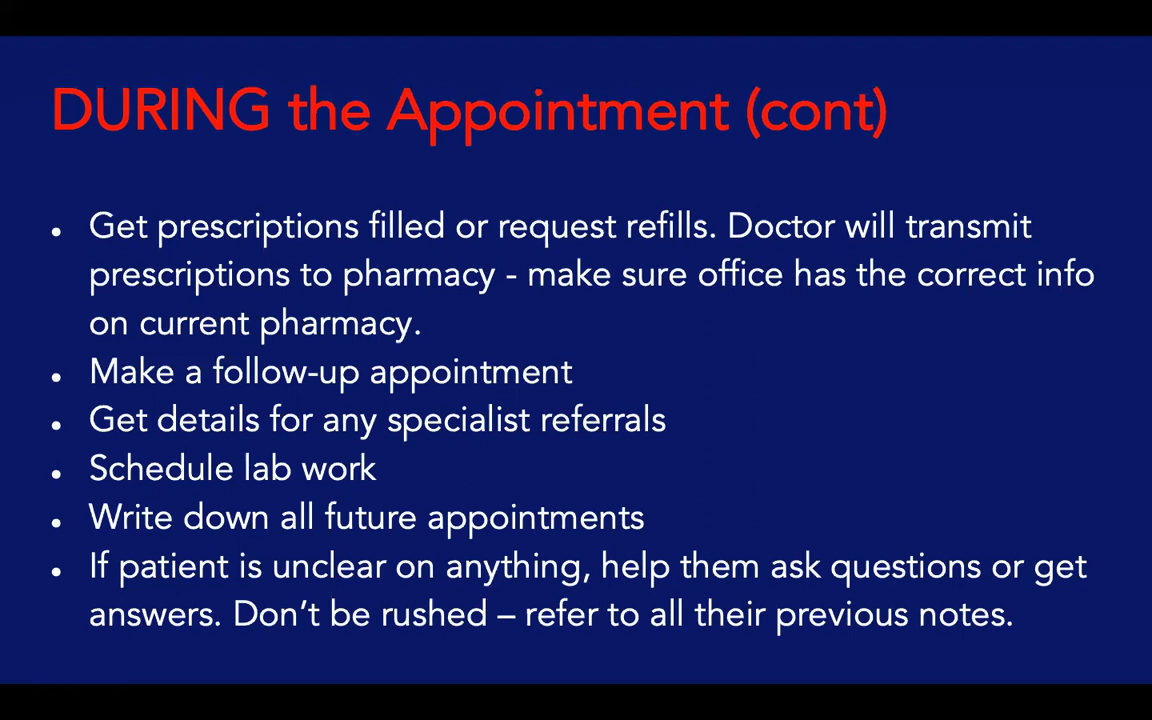 DURING the Appointment (cont)
• Get prescriptions filled or request refills. Doctor will transmit
prescriptions to pharmacy - make sure office has the correct info
on current pharmacy.
• Make a follow-up appointment
• Get details for any specialist referrals
• Schedule lab work
• Write down all future appointments
• If patient is unclear on anything, help them ask questions or get
answers. Don’t be rushed – refer to all their previous notes.